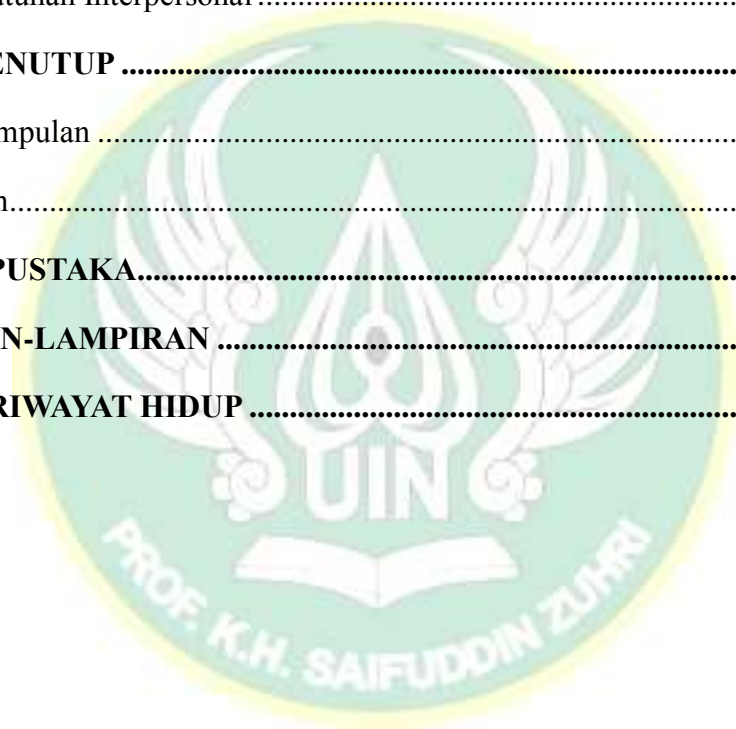 atuhan Interpersonal....................................................................
ENUTUP ..............................................................................
mpulan ................................................................................
n...........................................................................................
PUSTAKA...........................................................................
N-LAMPIRAN .................................................................
RIWAYAT HIDUP .............................................................
UIN
PROF. K.H. SAIFUDDIN ZUHRI